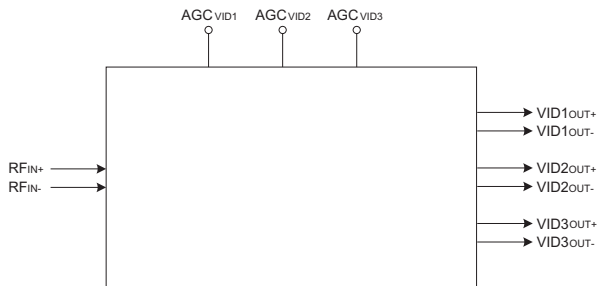 AGCVID1 AGCVID2 AGCVID3
VID1OUT+
VID1OUT-
RFIN+
VID2OUT+
RFIN-
VID2OUT-
VID3OUT+
VID3OUT-